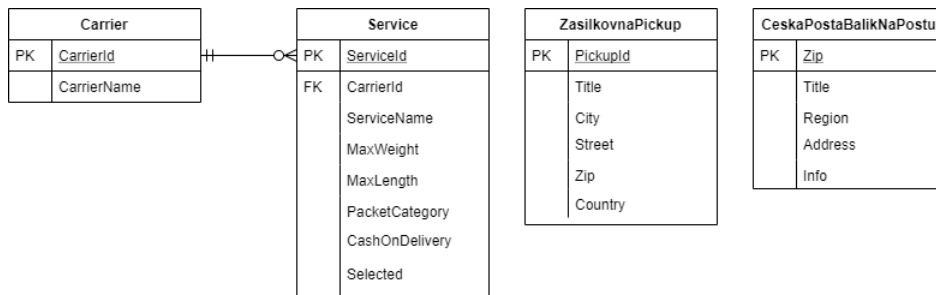 Carrier
PK CarrierId
CarrierName
Service
PK ServiceId
FK CarrierId
ServiceName
MaxWeight
MaxLength
PacketCategory
CashOnDelivery
Selected
ZasilkovnaPickup
PK PickupId
Title
City
Street
Zip
Country
CeskaPostaBalikNaPostu
PK Zip
Title
Region
Address
Info